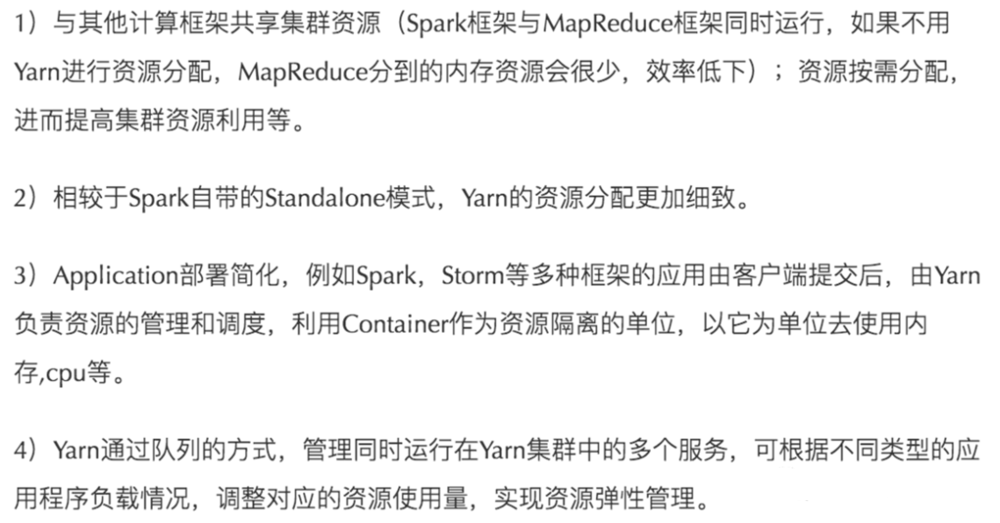 1）与其他计算框架共享集群资源（Spark框架与MapReduce框架同时运行，如果不用
Yarn进行资源分配，MapReduce分到的内存资源会很少，效率低下）；资源按需分配，
进而提高集群资源利用等。
2）相较于Spark自带的Standalone模式，Yarn的资源分配更加细致。
3）Application部署简化，例如Spark，Storm等多种框架的应用由客户端提交后，由Yarn
负责资源的管理和调度，利用Container作为资源隔离的单位，以它为单位去使用内
存,cpu等。
4）Yarn通过队列的方式，管理同时运行在Yarn集群中的多个服务，可根据不同类型的应
用程序负载情况，调整对应的资源使用量，实现资源弹性管理。